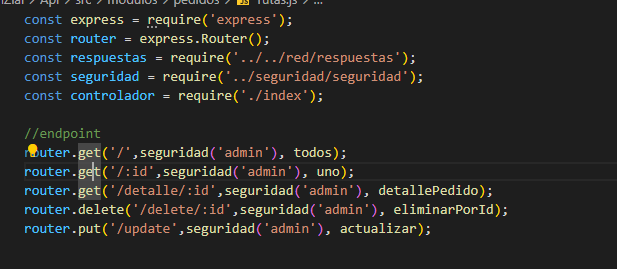 Api > src > modulos > pedidos > rutas.js > ...
const express = require('express');
const router = express.Router();
const respuestas = require('../../red/respuestas');
const seguridad = require('../seguridad/seguridad');
const controlador = require('./index');
//endpoint
router.get('/',seguridad('admin'), todos);
router.get('/:id',seguridad('admin'), uno);
router.get('/detalle/:id',seguridad('admin'), detallePedido);
router.delete('/delete/:id',seguridad('admin'), eliminarPorId);
router.put('/update',seguridad('admin'), actualizar);